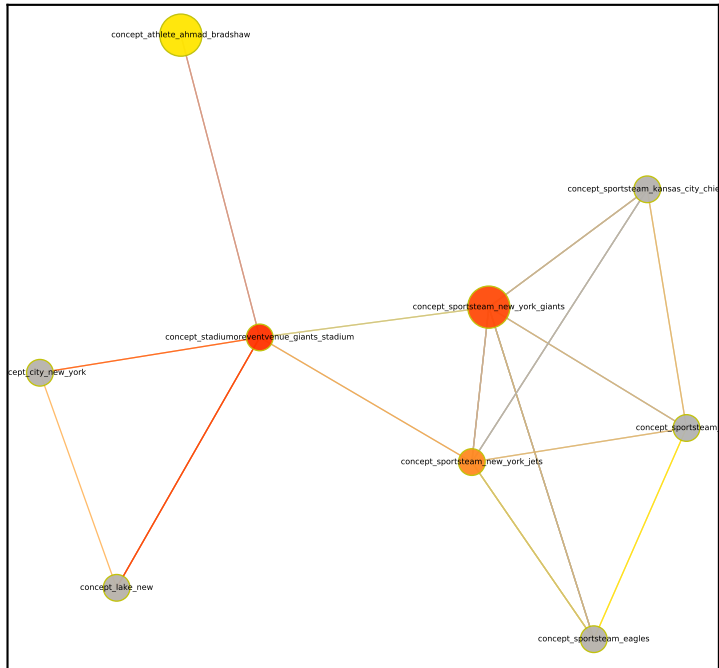 concept_athlete_ahmad_bradshaw
concept_sportsteam_kansas_city_chie
concept_sportsteam_new_york_giants
concept_stadiumoreventvenue_giants_stadium
cept_city_new_york
concept_sportsteam_
concept_sportsteam_new_york_jets
concept_lake_new
concept_sportsteam_eagles